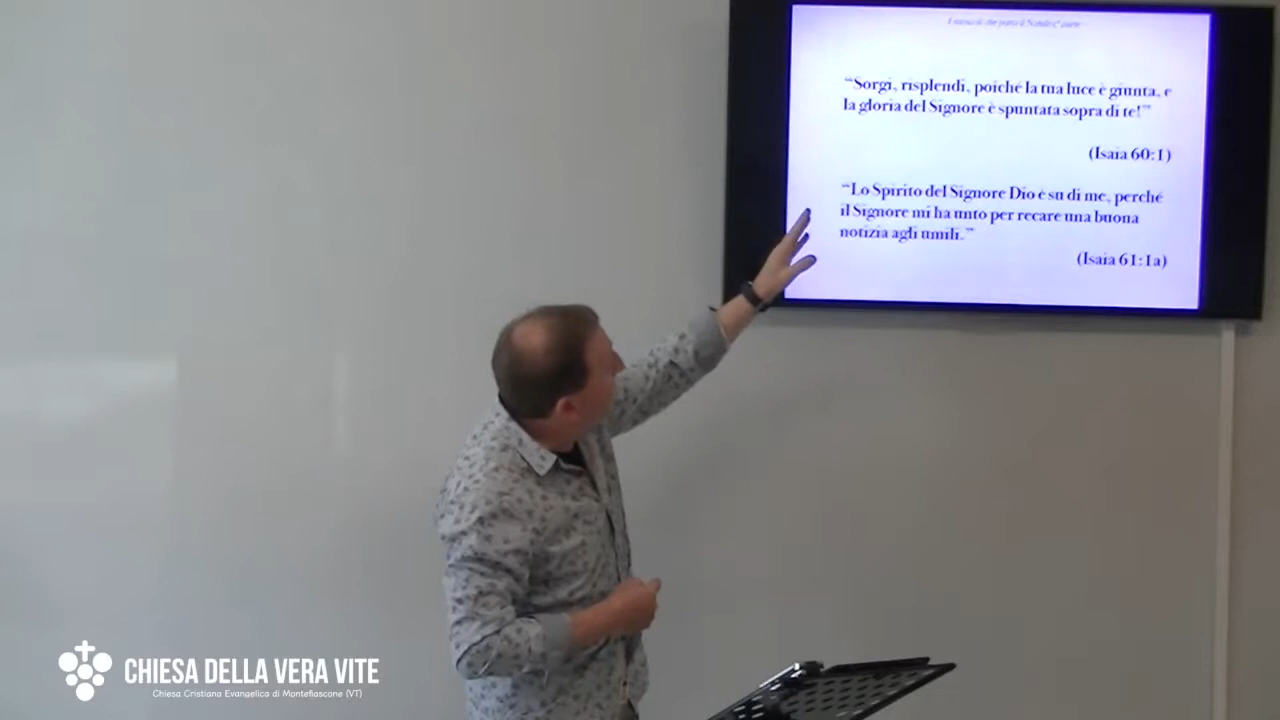 “Sorgi, risplendi, poiché la tua luce è giunta, e
la gloria del Signore è spuntata sopra di te!”
(Isaia 60:1)
“Lo Spirito del Signore Dio è su di me, perché
il Signore mi ha unto per recare una buona
notizia agli umili.”
(Isaia 61:1a)
CHIESA DELLA VERA VITE
Chiesa Cristiana Evangelica di Montefiascone (VT)